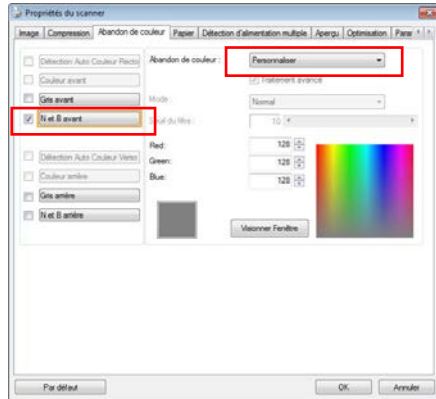 Propriétés du scanner
Image Compression Abandon de couleur Papier Détection d'alimentation multiple Aperçu Optimisation Parar
Détection Auto Couleur Recto
Couleur avant
Gris avant
N et B avant
Détection Auto Couleur Verso
Couleur arrière
Gris arrière
N et B arrière
Abandon de couleur : Personnaliser
Traitement avancé
Mode : Normal
Seuil du filtre : 10
Red: 128
Green: 128
Blue: 128
Visionner Fenêtre
Par défaut OK Annuler